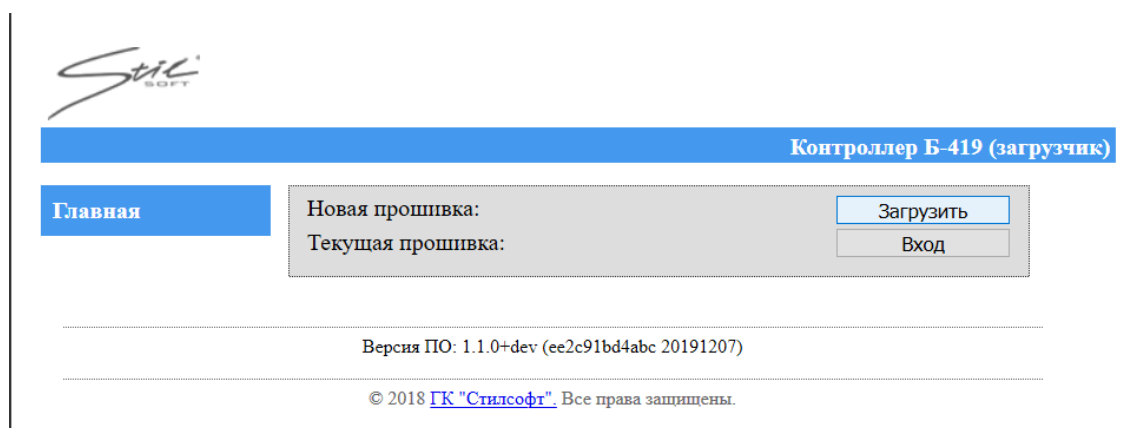 Stil
SOFT
Контроллер Б-419 (загрузчик)
Главная
Новая прошивка:
Загрузить
Текущая прошивка:
Вход
Версия ПО: 1.1.0+dev (ee2c91bd4abc 20191207)
© 2018 ГК "Стилсофт". Все права защищены.